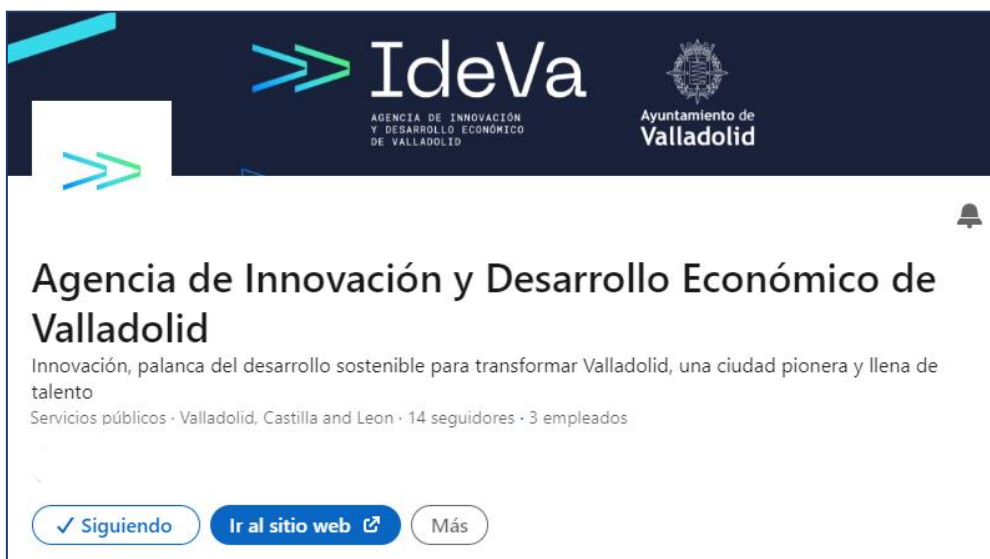 IdeVa
AGENCIA DE INNOVACIÓN
Y DESARROLLO ECONÓMICO
DE VALLADOLID
Ayuntamiento de
Valladolid
Agencia de Innovación y Desarrollo Económico de
Valladolid
Innovación, palanca del desarrollo sostenible para transformar Valladolid, una ciudad pionera y llena de
talento
Servicios públicos · Valladolid, Castilla and Leon · 14 seguidores · 3 empleados
Siguiendo
Ir al sitio web
Más